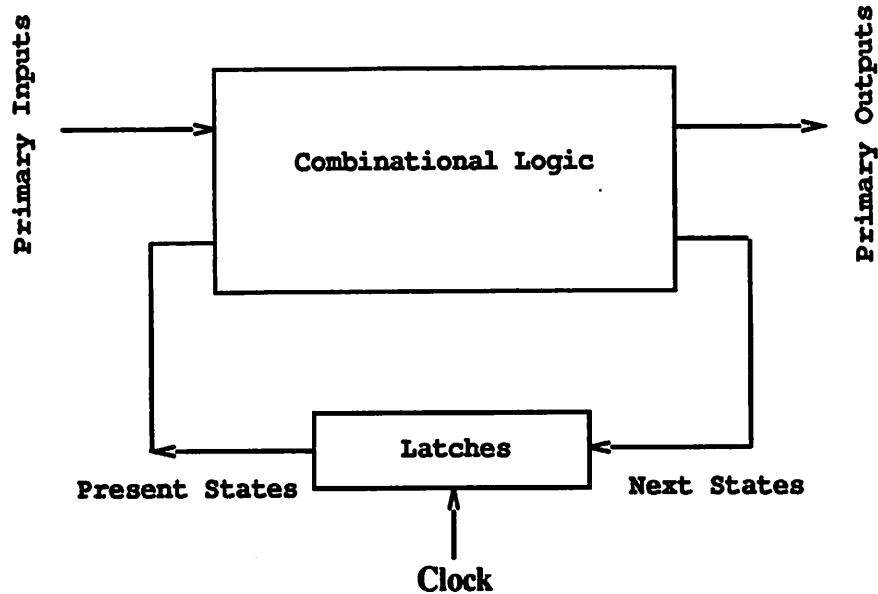 Primary Inputs
Primary Outputs
Combinational Logic
Latches
Present States
Next States
Clock